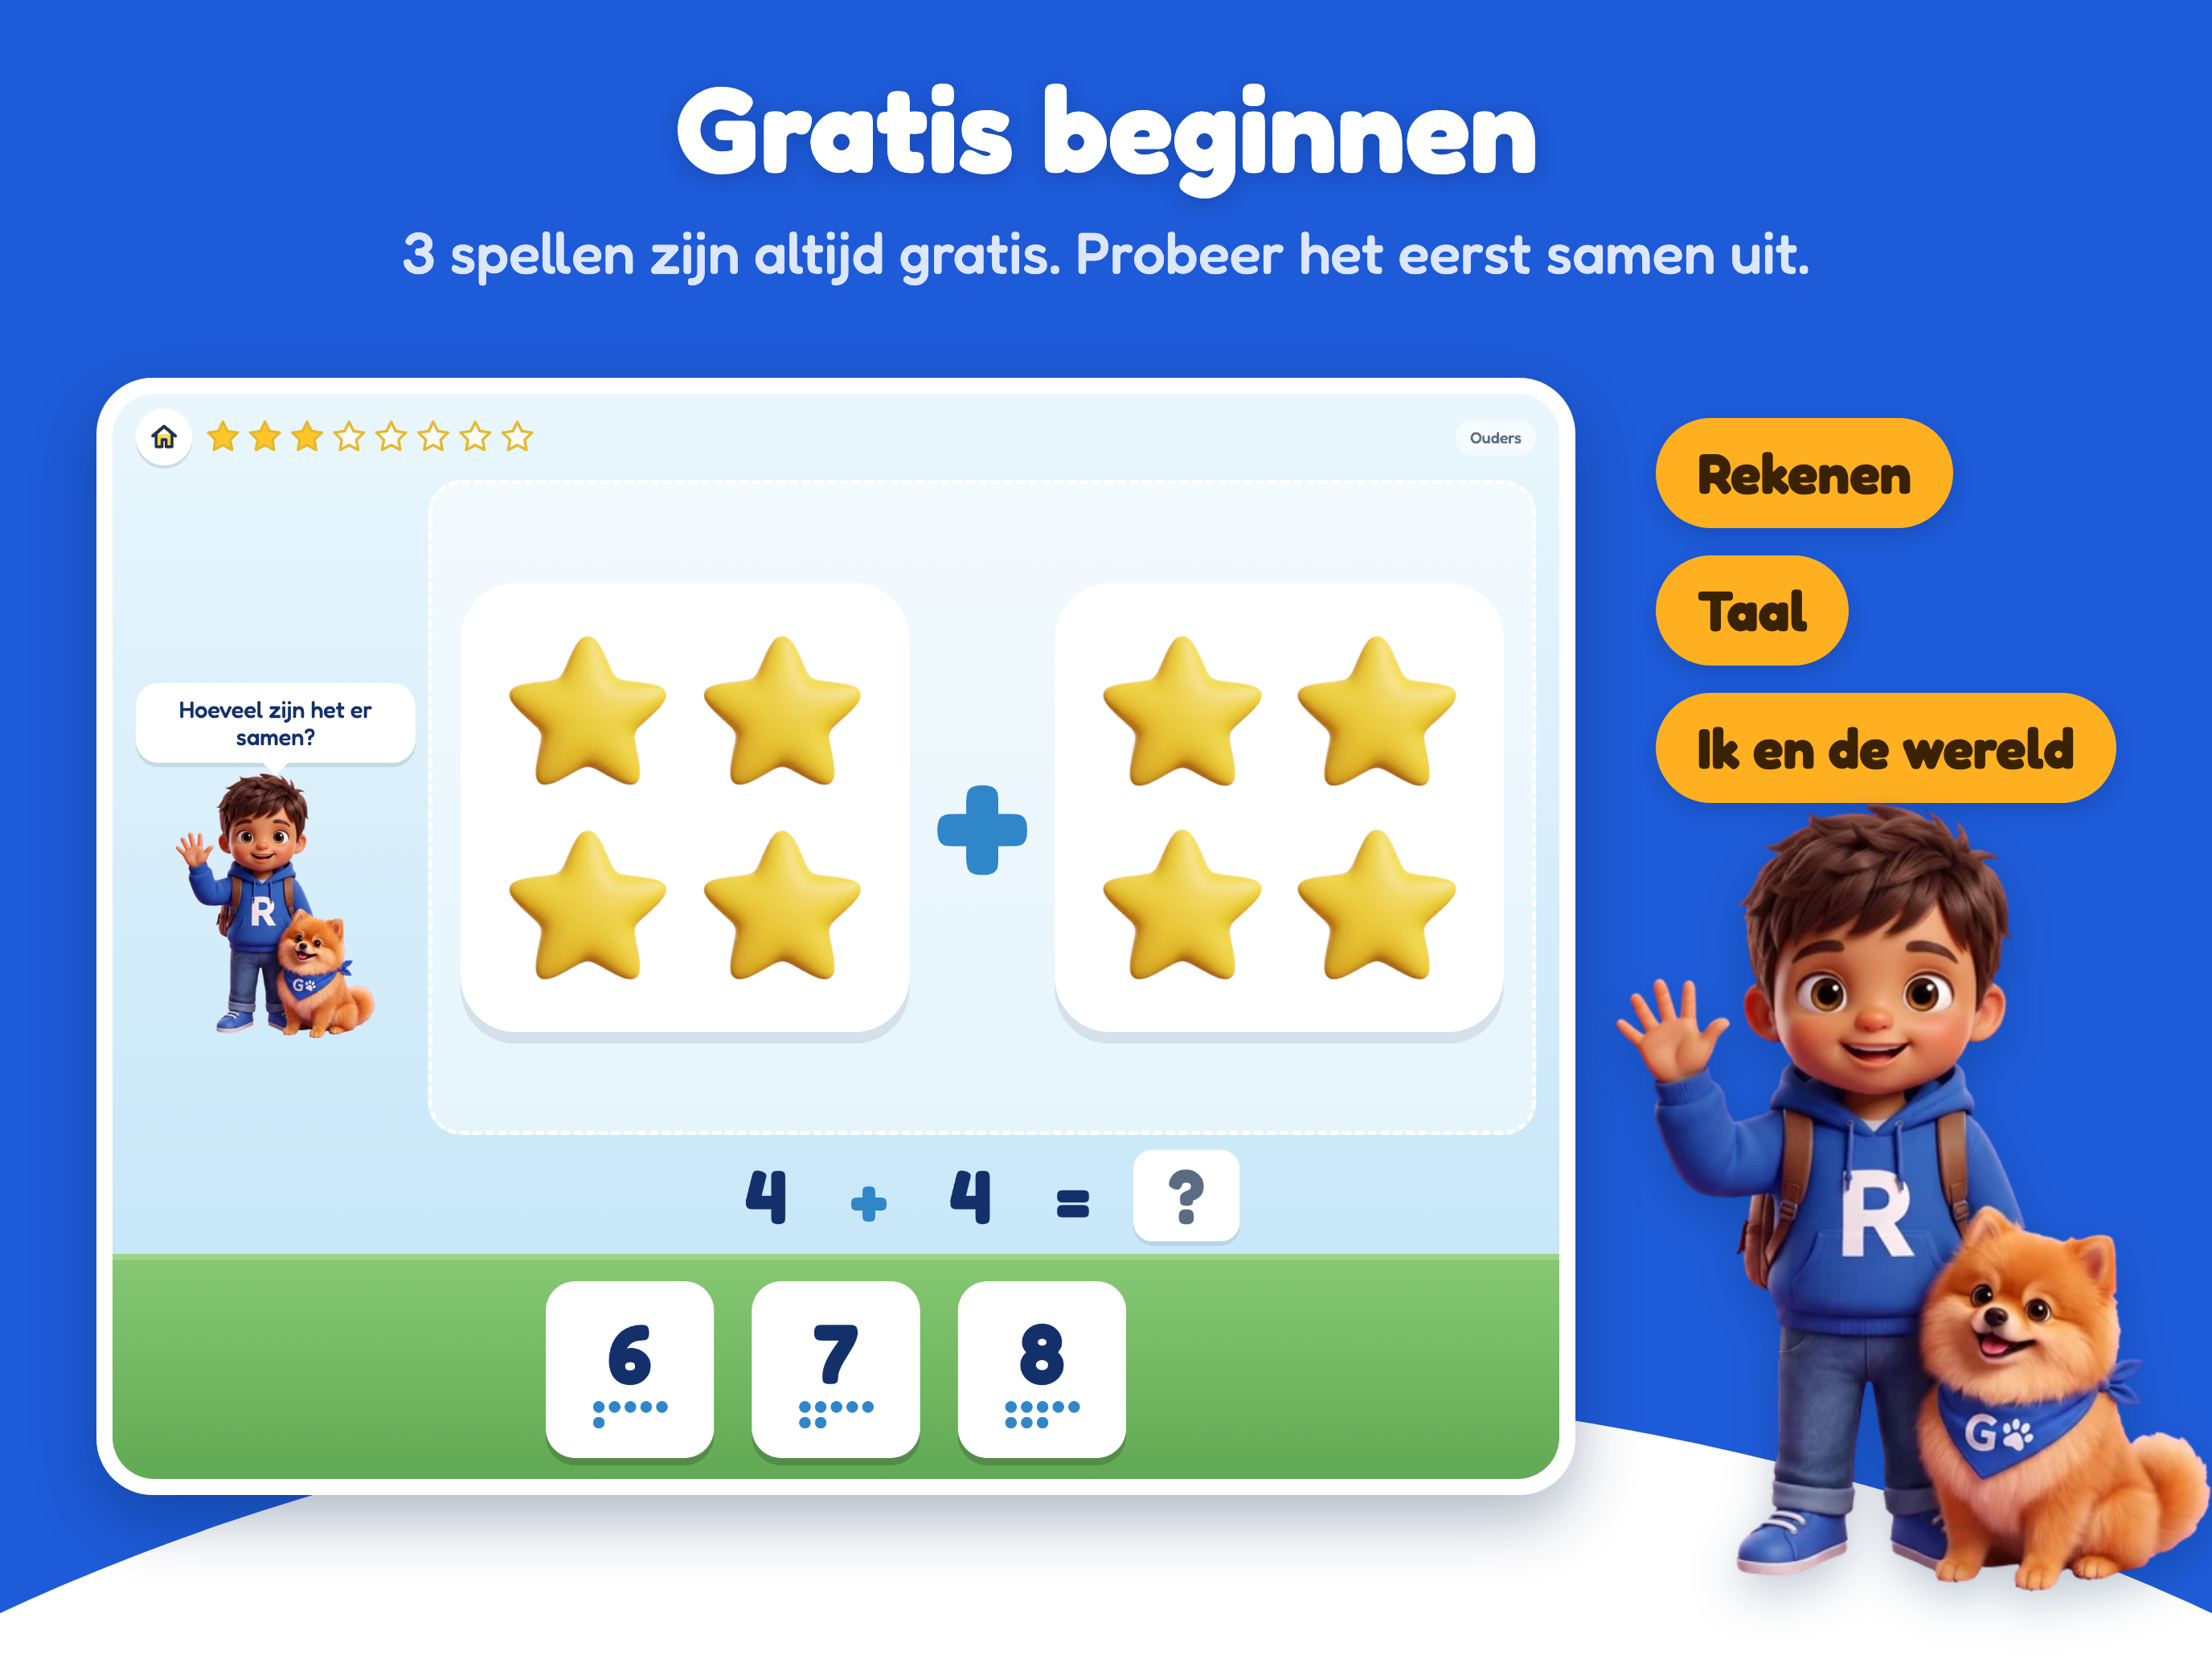 Gratis beginnen
3 spellen zijn altijd gratis. Probeer het eerst samen uit.
Ouders
Hoeveel zijn het er
samen?
R
G
4 + 4 = ?
6 7 8
Rekenen
Taal
Ik en de wereld
R
G